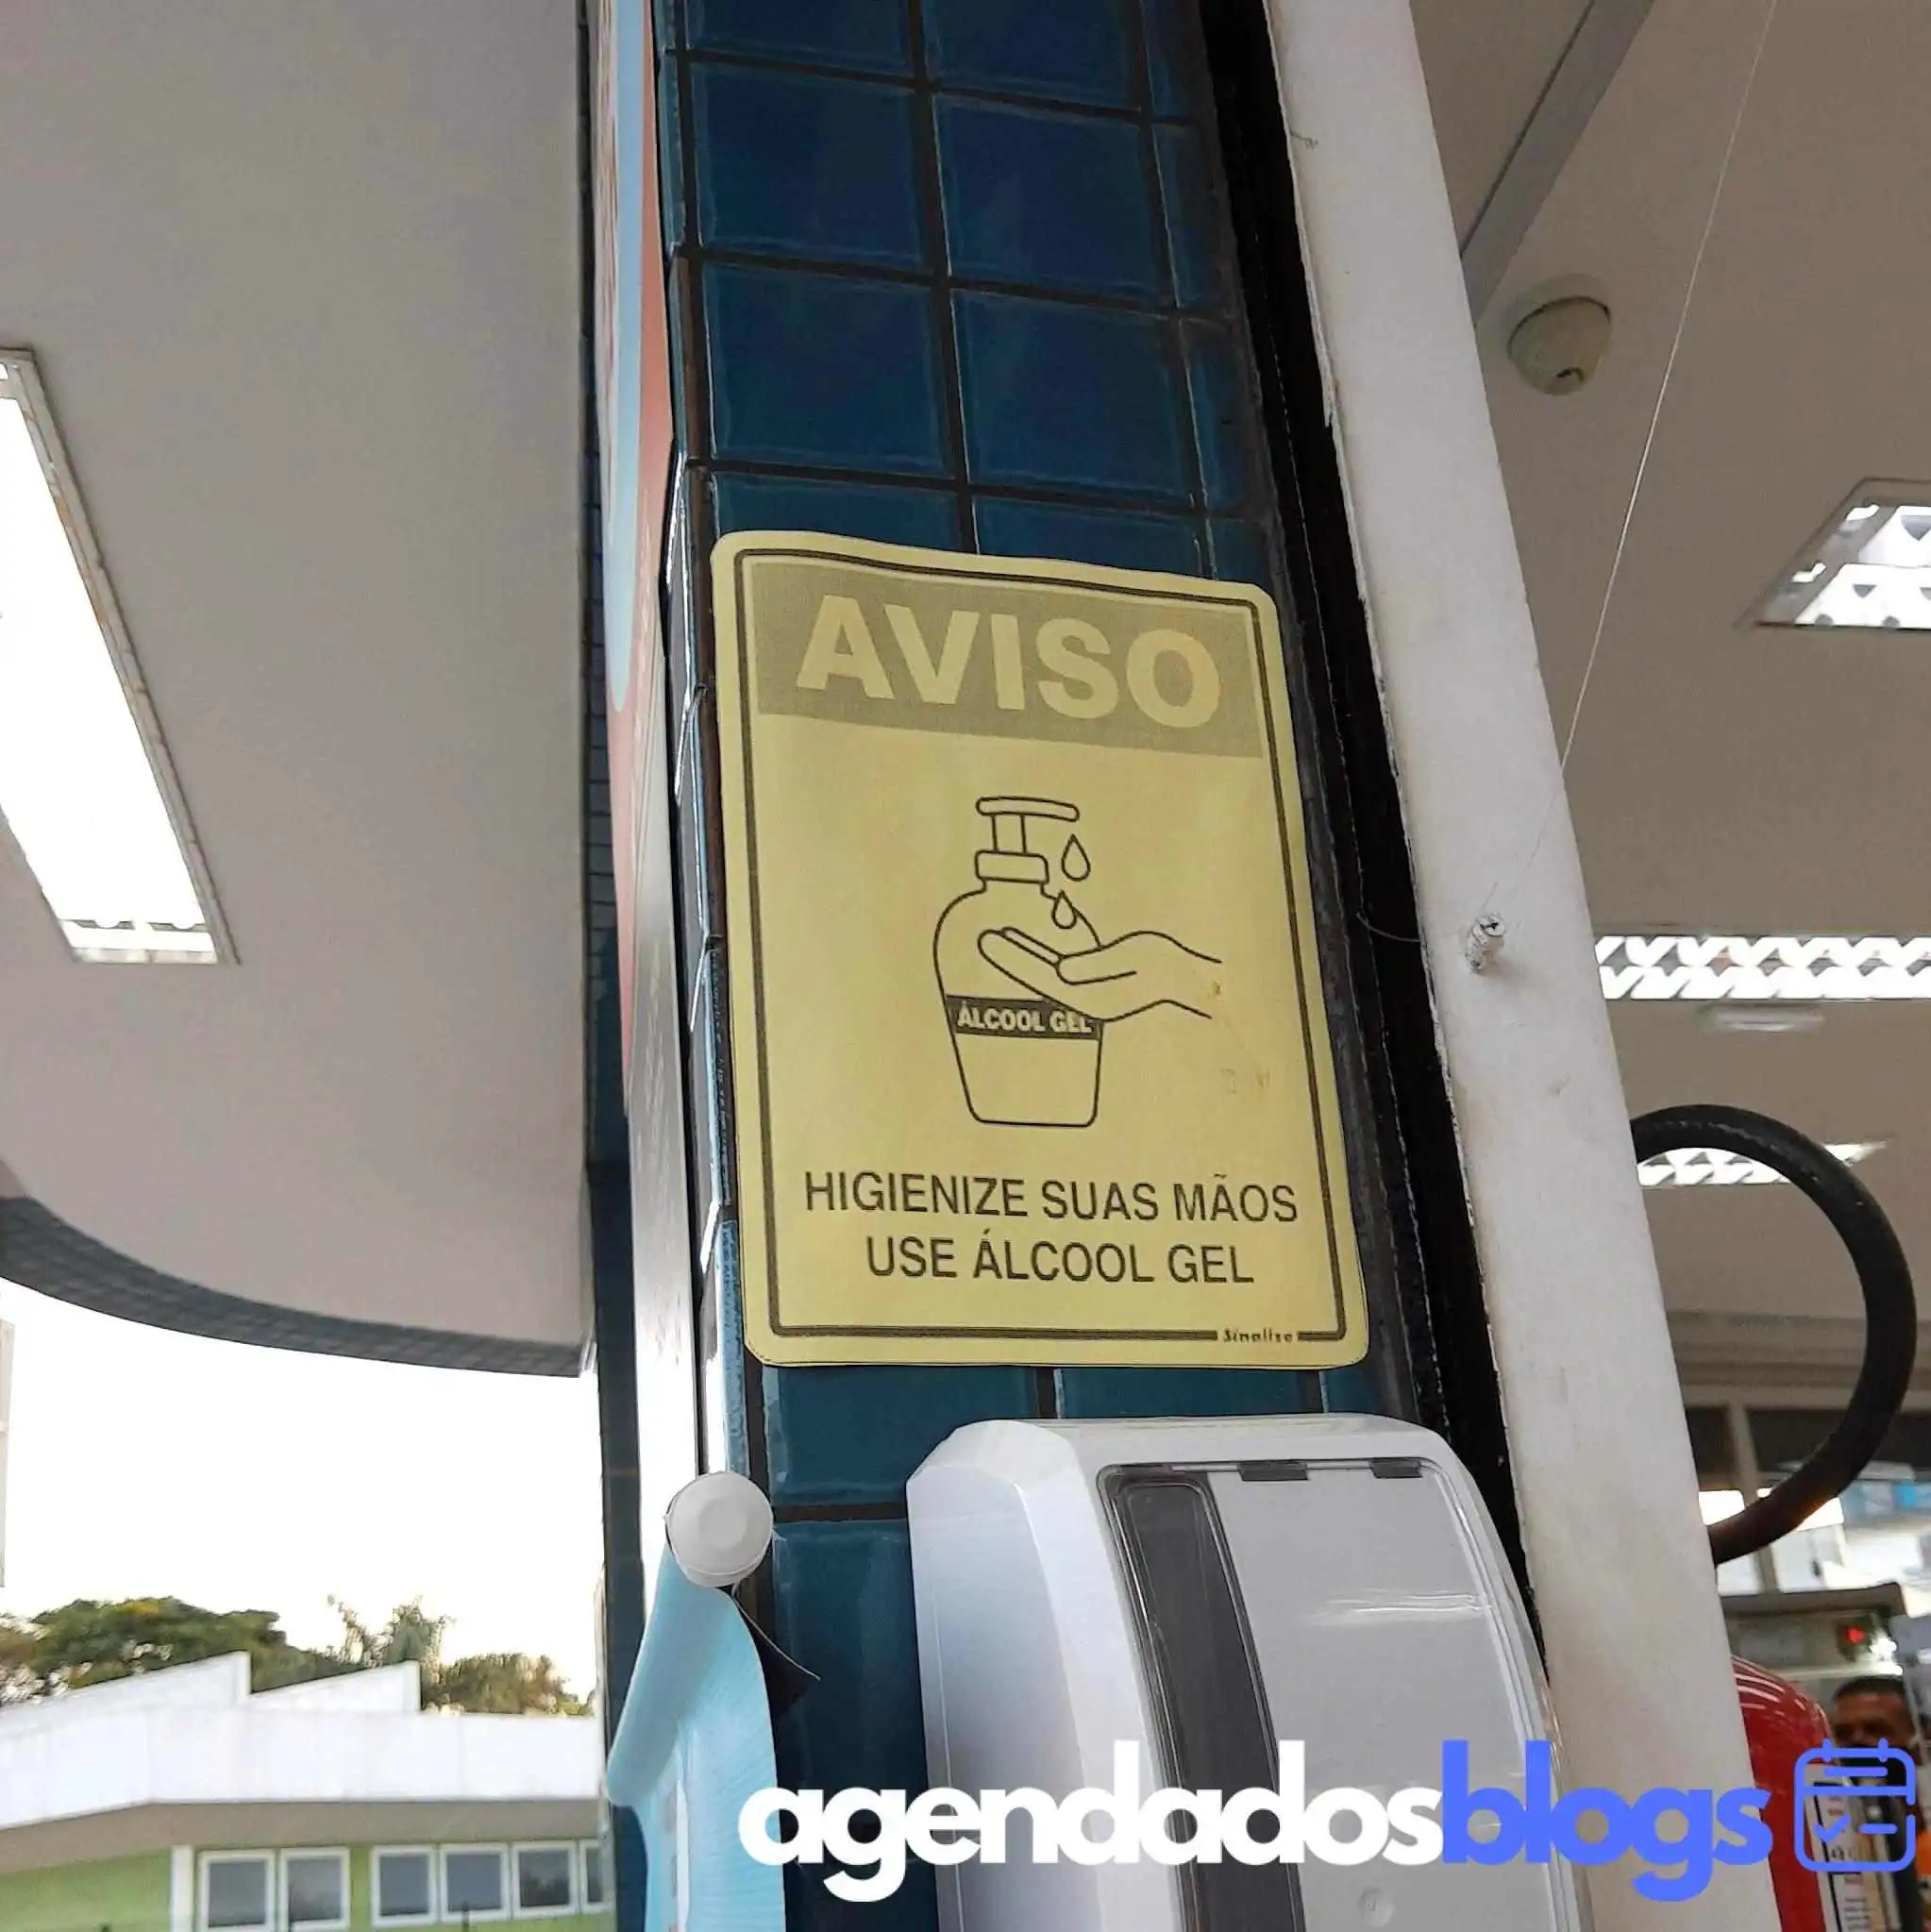 AVISO
ÁLCOOL GEL
HIGIENIZE SUAS MÃOS
USE ÁLCOOL GEL
Sinalize
agendadosblogs